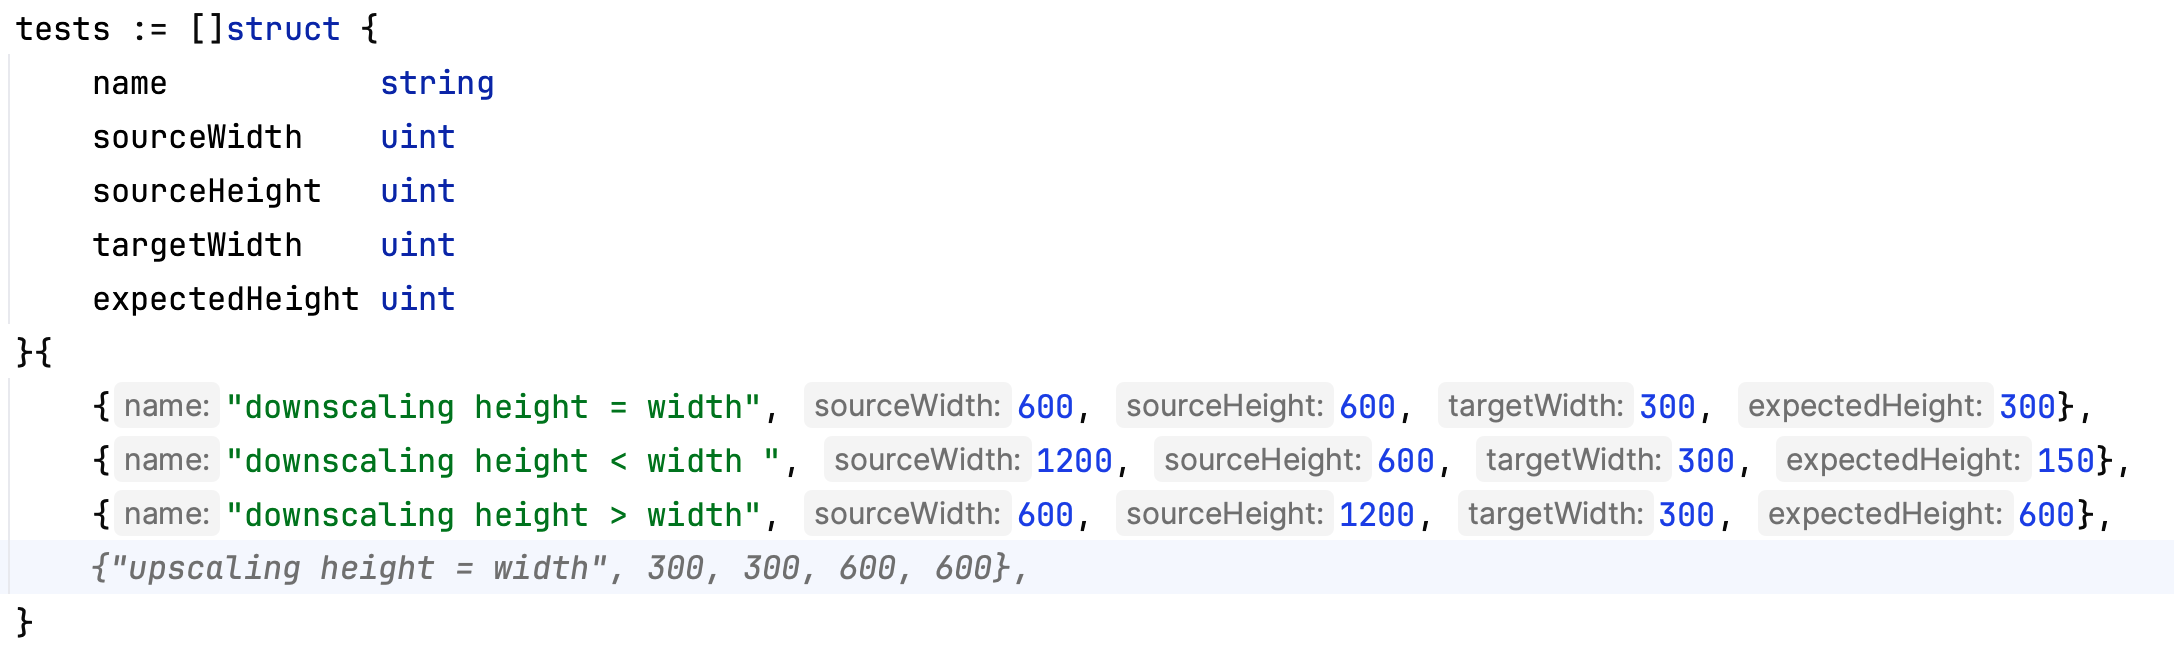 tests := []struct {
name string
sourceWidth uint
sourceHeight uint
targetWidth uint
expectedHeight uint
}{
{ name: "downscaling height = width", sourceWidth: 600, sourceHeight: 600, targetWidth: 300, expectedHeight: 300},
{ name: "downscaling height < width ", sourceWidth: 1200, sourceHeight: 600, targetWidth: 300, expectedHeight: 150},
{ name: "downscaling height > width", sourceWidth: 600, sourceHeight: 1200, targetWidth: 300, expectedHeight: 600},
{"upscaling height = width", 300, 300, 600, 600},
}